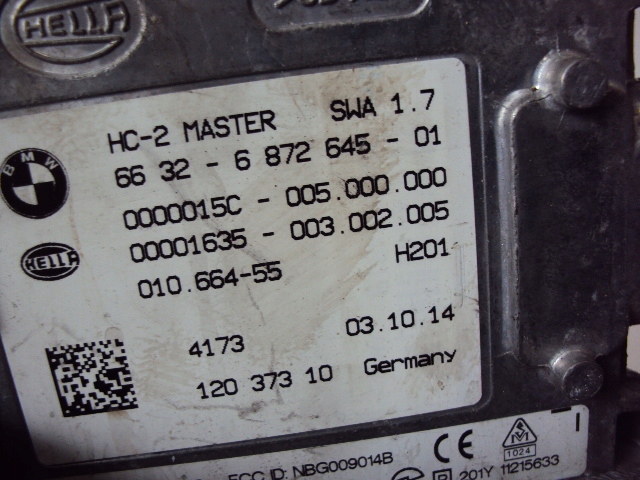 HELLA
HC-2 MASTER SWA 1.7
BMW
66 32 - 6 872 645 - 01
0000015C - 005.000.000
HELLA
00001635 - 003.002.005
010.664-55 H201
4173 03.10.14
120 373 10 Germany
FCC ID: NBG009014B
CE
1024
201Y 11215633